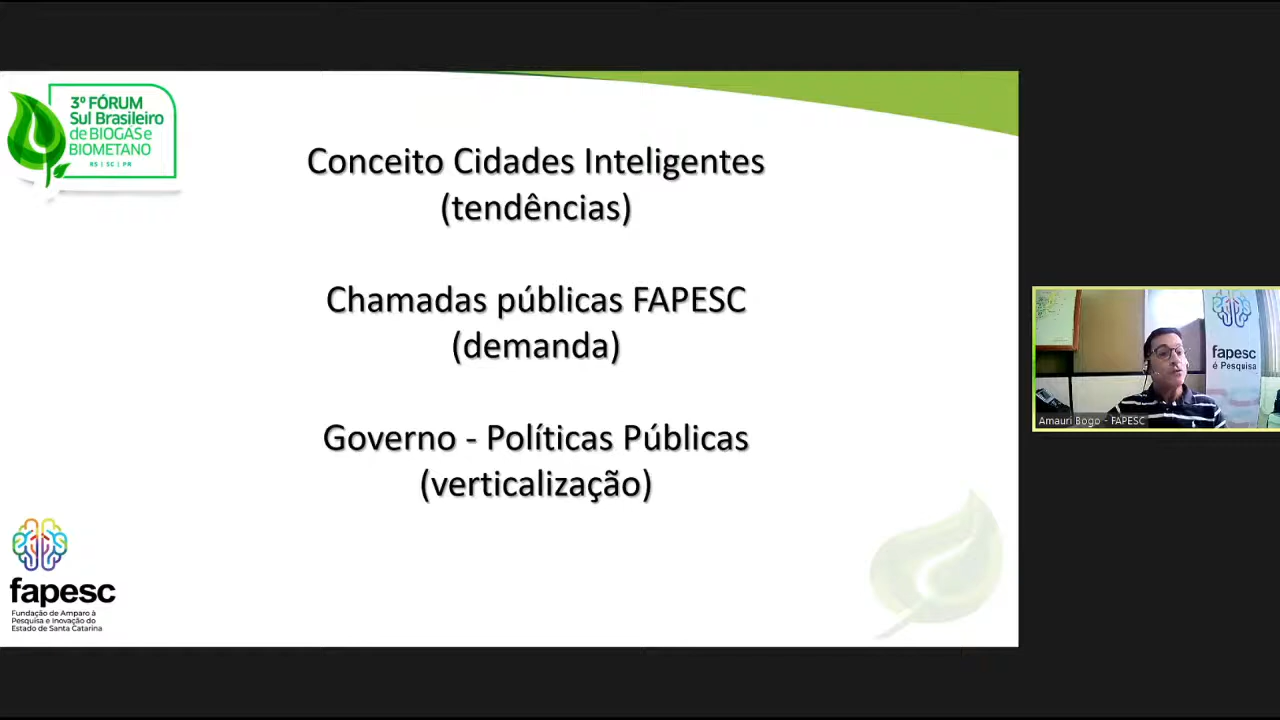 3º FÓRUM
Sul Brasileiro
de BIOGÁS e
BIOMETANO
RS | SC | PR
Conceito Cidades Inteligentes
(tendências)
Chamadas públicas FAPESC
(demanda)
Governo - Políticas Públicas
(verticalização)
fapesc
Fundação de Amparo à
Pesquisa e Inovação do
Estado de Santa Catarina
fapesc
é Pesquisa
Amauri Bogo - FAPESC